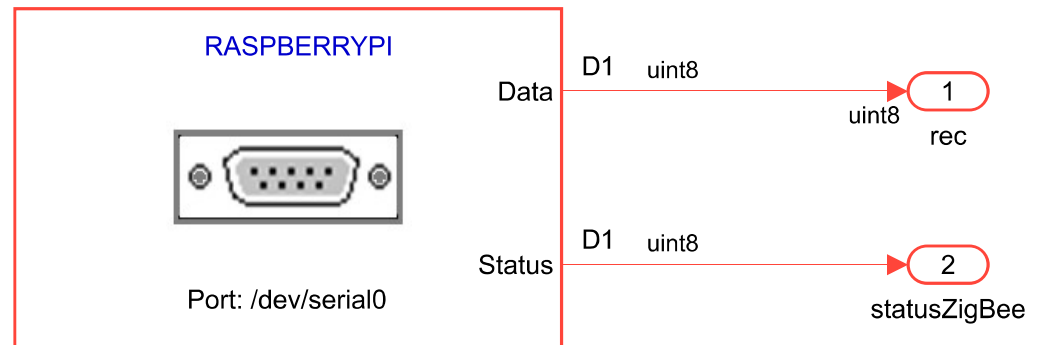 RASPBERRYPI
Data
D1
uint8
1
uint8
rec
Status
D1
uint8
2
statusZigBee
Port: /dev/serial0